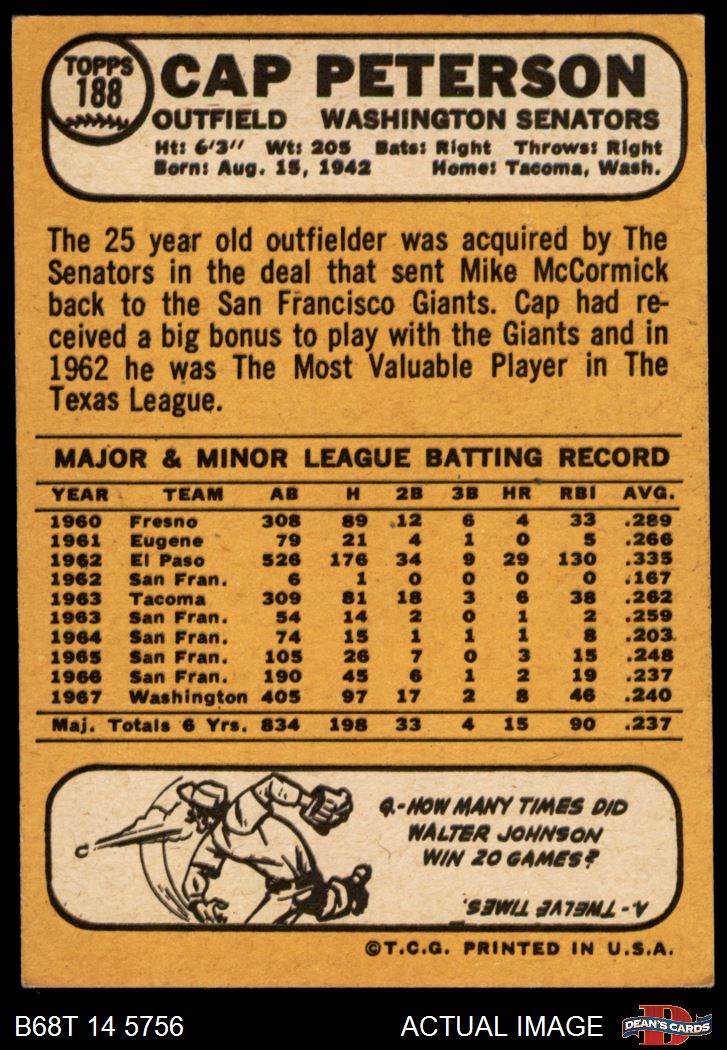 TOPPS
188
CAP PETERSON
OUTFIELD WASHINGTON SENATORS
Ht: 6'3" Wt: 205 Bats: Right Throws: Right
Born: Aug. 15, 1942 Home: Tacoma, Wash.
The 25 year old outfielder was acquired by The
Senators in the deal that sent Mike McCormick
back to the San Francisco Giants. Cap had re-
ceived a big bonus to play with the Giants and in
1962 he was The Most Valuable Player in The
Texas League.
MAJOR & MINOR LEAGUE BATTING RECORD
YEAR TEAM AB H 2B 3B HR RBI AVG.
1960 Fresno 308 89 12 6 4 33 .289
1961 Eugene 79 21 4 1 0 5 .266
1962 El Paso 526 176 34 9 29 130 .335
1962 San Fran. 6 1 0 0 0 0 .167
1963 Tacoma 309 81 18 3 6 38 .262
1963 San Fran. 54 14 2 0 1 2 .259
1964 San Fran. 74 15 1 1 1 8 .203
1965 San Fran. 105 26 7 0 3 15 .248
1966 San Fran. 190 45 6 1 2 19 .237
1967 Washington 405 97 17 2 8 46 .240
Maj. Totals 6 Yrs. 834 198 33 4 15 90 .237
Q.-HOW MANY TIMES DID
WALTER JOHNSON
WIN 20 GAMES?
A.-TWELVE TIMES.
©T.C.G. PRINTED IN U.S.A.
B68T 14 5756 ACTUAL IMAGE
D
DEAN'S CARDS